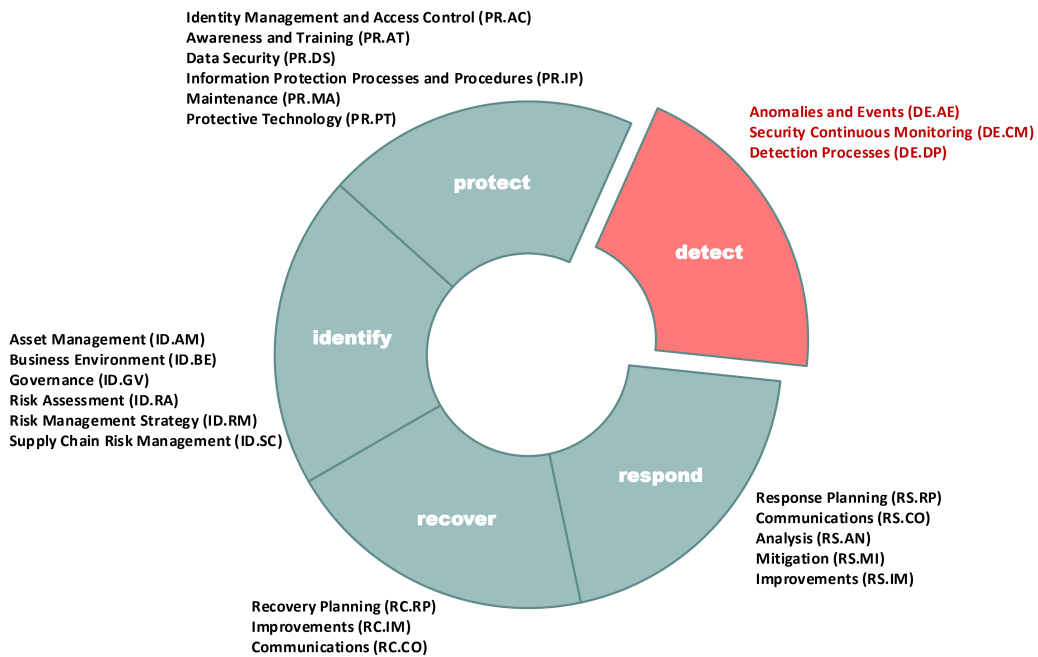 Identity Management and Access Control (PR.AC)
Awareness and Training (PR.AT)
Data Security (PR.DS)
Information Protection Processes and Procedures (PR.IP)
Maintenance (PR.MA)
Protective Technology (PR.PT)
Anomalies and Events (DE.AE)
Security Continuous Monitoring (DE.CM)
Detection Processes (DE.DP)
protect
detect
identify
Asset Management (ID.AM)
Business Environment (ID.BE)
Governance (ID.GV)
Risk Assessment (ID.RA)
Risk Management Strategy (ID.RM)
Supply Chain Risk Management (ID.SC)
respond
recover
Response Planning (RS.RP)
Communications (RS.CO)
Analysis (RS.AN)
Mitigation (RS.MI)
Improvements (RS.IM)
Recovery Planning (RC.RP)
Improvements (RC.IM)
Communications (RC.CO)